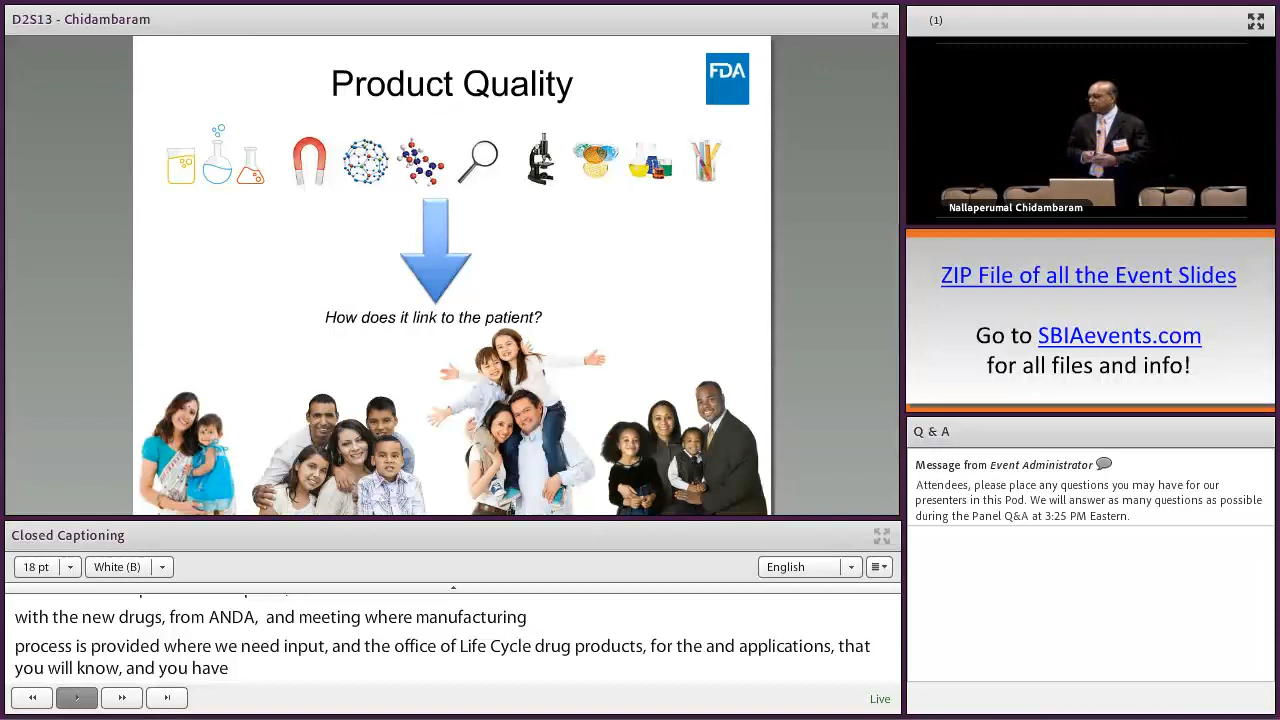 D2S13 - Chidambaram
Product Quality
FDA
How does it link to the patient?
Closed Captioning
18 pt
White (B)
English
with the new drugs, from ANDA, and meeting where manufacturing
process is provided where we need input, and the office of Life Cycle drug products, for the and applications, that
you will know, and you have
Live
(1)
Nallaperumal Chidambaram
ZIP File of all the Event Slides
Go to SBIAevents.com
for all files and info!
Q & A
Message from Event Administrator
Attendees, please place any questions you may have for our
presenters in this Pod. We will answer as many questions as possible
during the Panel Q&A at 3:25 PM Eastern.